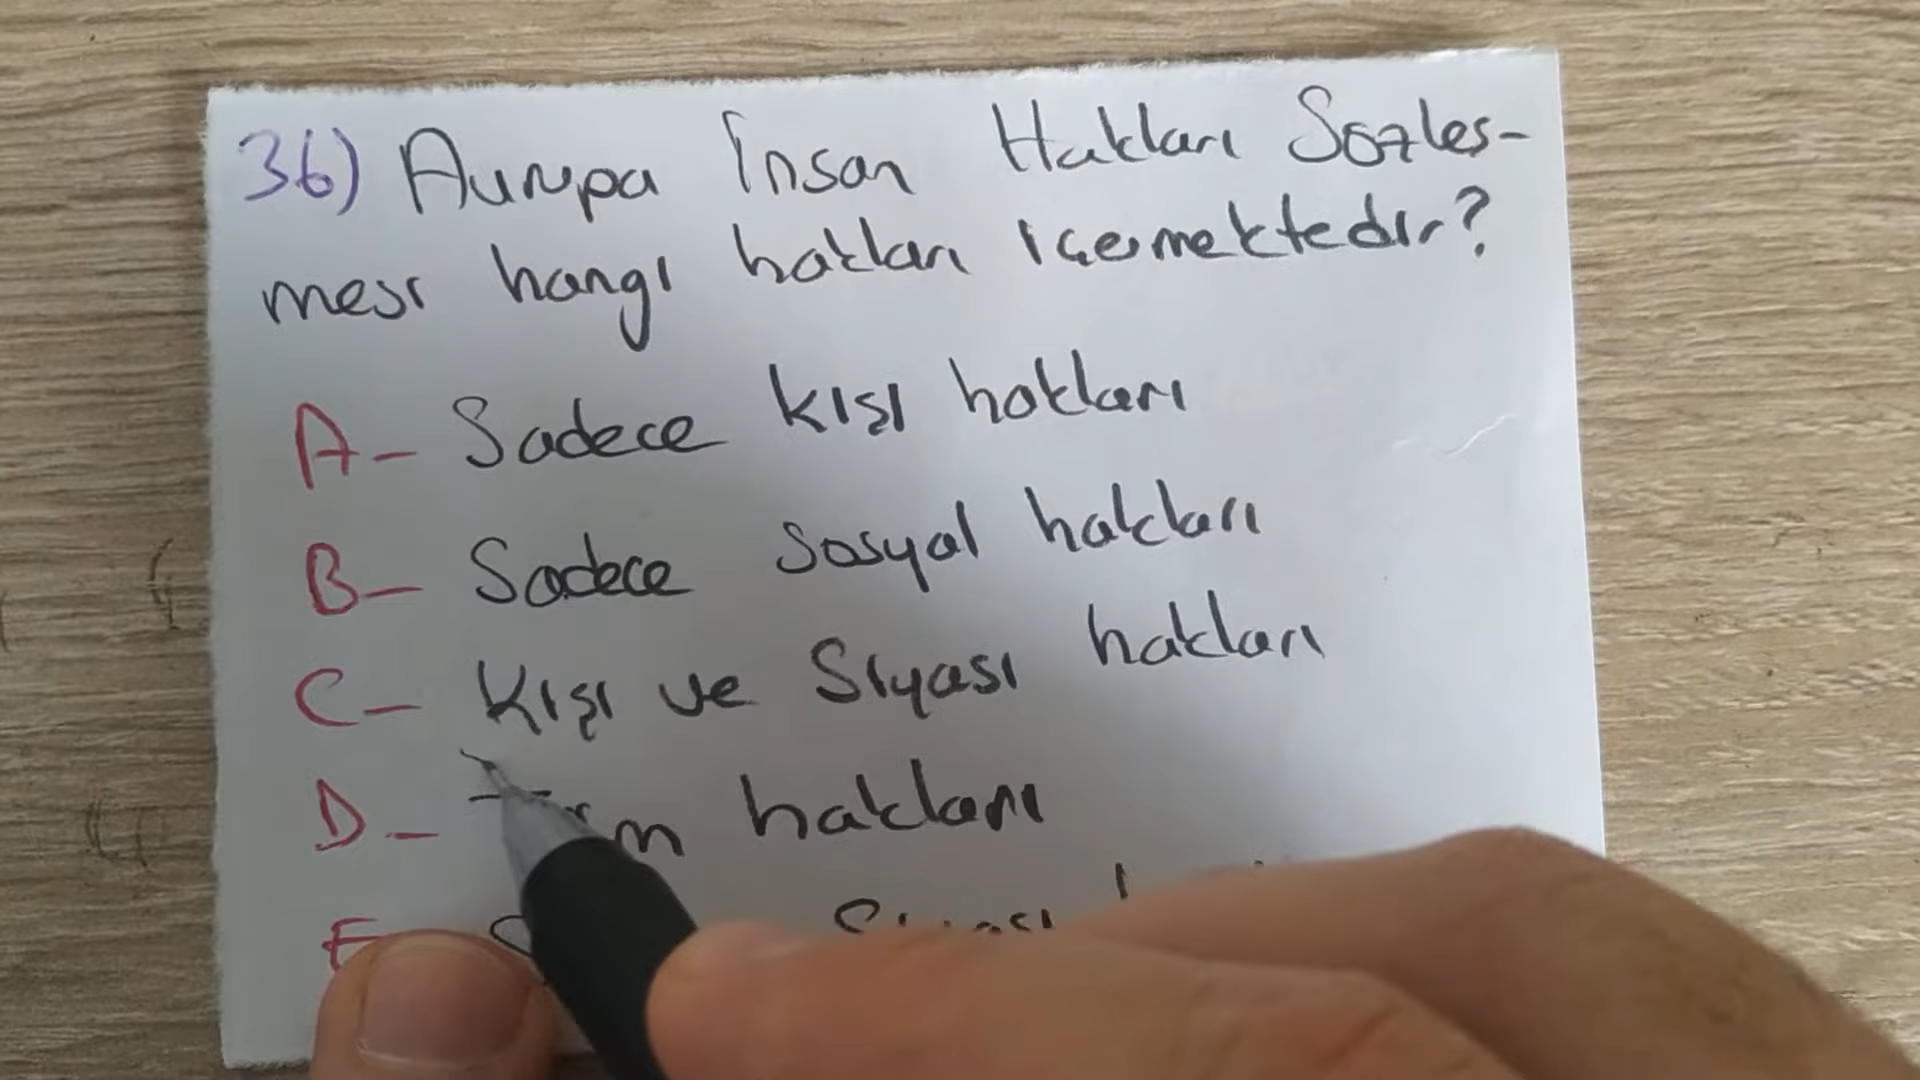 36) Avrupa İnsan Hakları Sözleş-
mesi hangi hakları içermektedir?
A- Sadece kişi hakları
B- Sadece sosyal hakları
C- Kişi ve Siyasi hakları
D- hakları
E- Siyasi